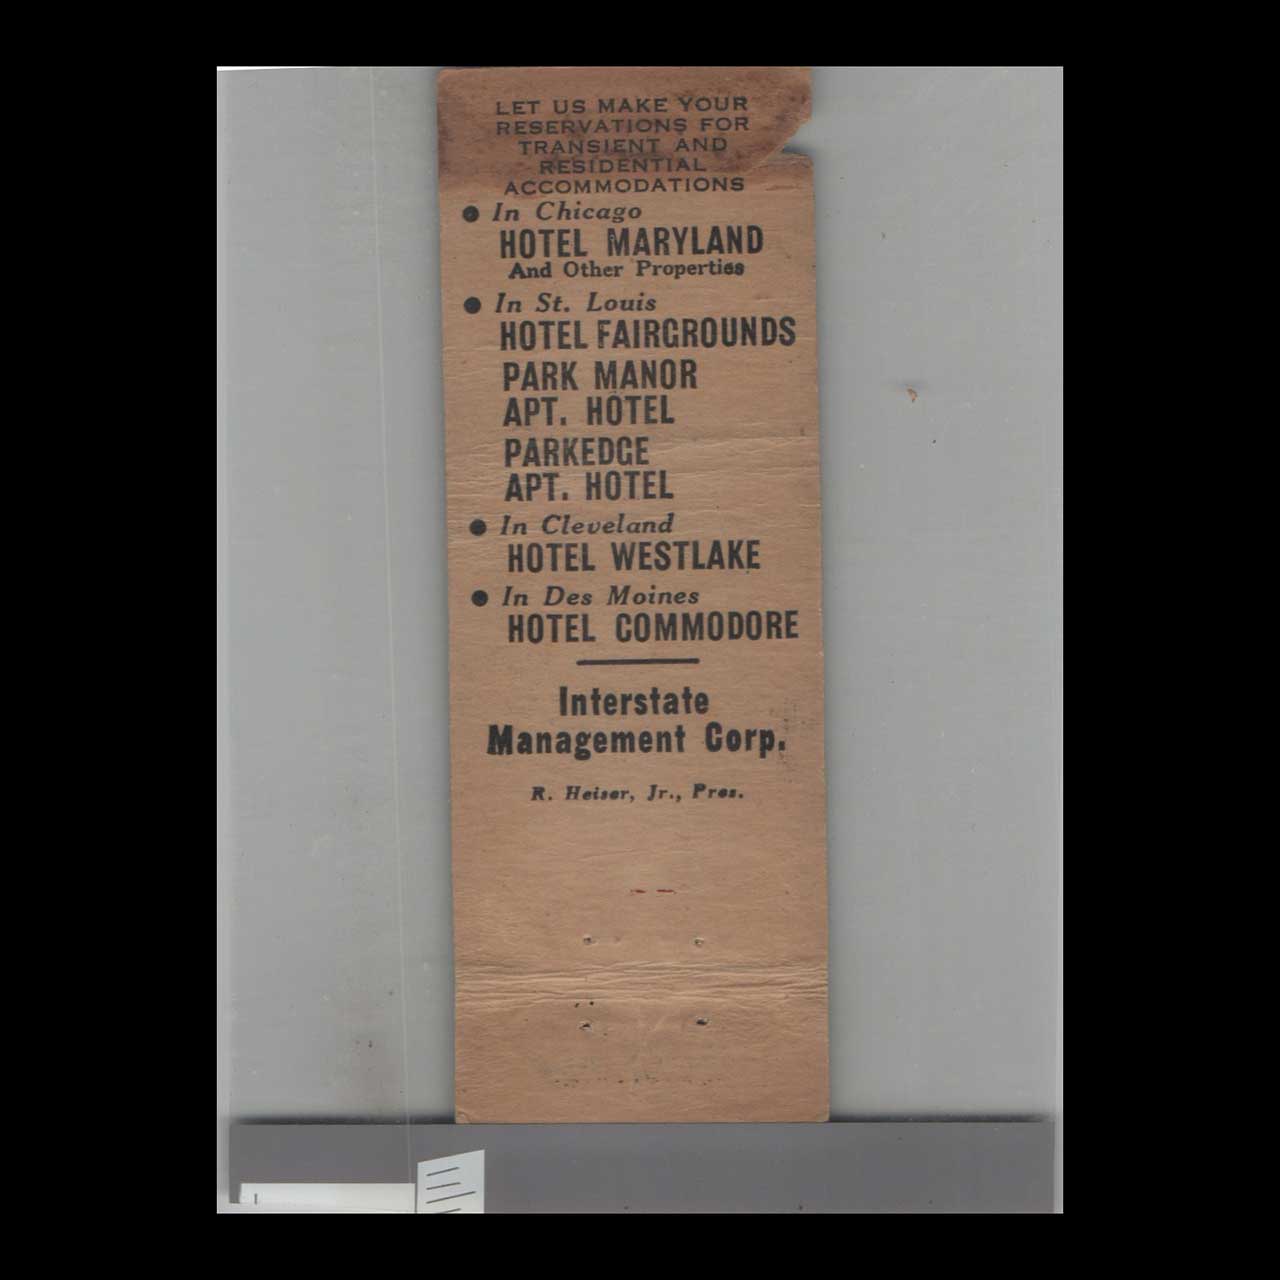 LET US MAKE YOUR
RESERVATIONS FOR
TRANSIENT AND
RESIDENTIAL
ACCOMMODATIONS
● In Chicago
HOTEL MARYLAND
And Other Properties
● In St. Louis
HOTEL FAIRGROUNDS
PARK MANOR
APT. HOTEL
PARKEDGE
APT. HOTEL
● In Cleveland
HOTEL WESTLAKE
● In Des Moines
HOTEL COMMODORE
Interstate
Management Corp.
R. Heiser, Jr., Pres.